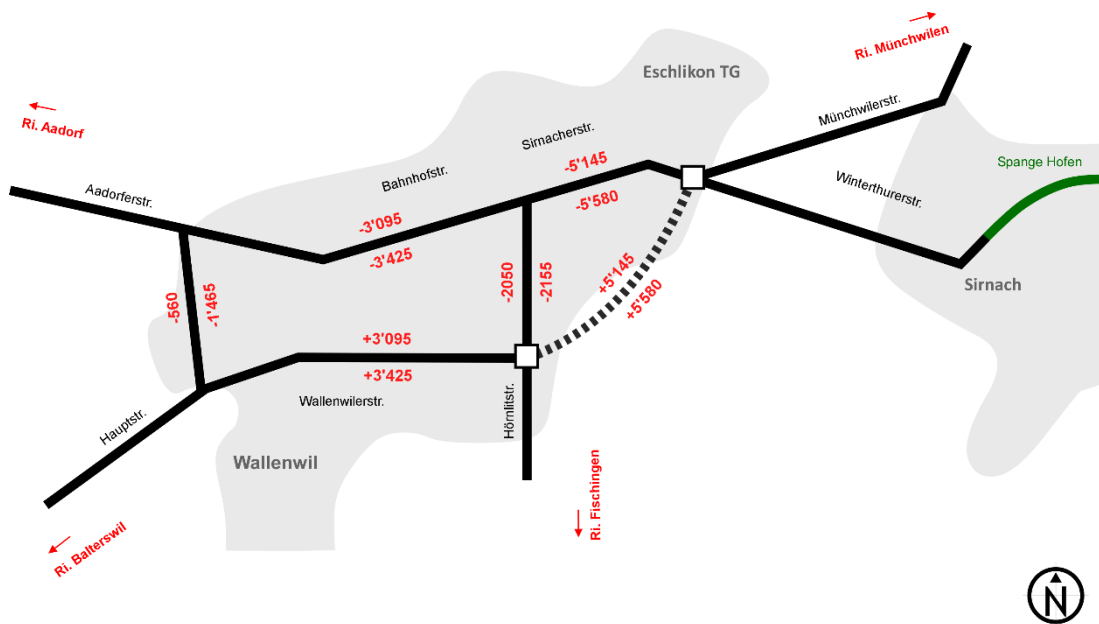 Ri. Münchwilen
Eschlikon TG
Ri. Aadorf
Münchwilerstr.
Sirnacherstr.
-5'145
Spange Hofen
Bahnhofstr.
Aadorferstr.
Winterthurerstr.
-5'580
-3'095
-3'425
Sirnach
-560
-1'465
-2050
-2155
+5'145
+5'580
+3'095
+3'425
Wallenwilerstr.
Hörnlitstr.
Hauptstr.
Wallenwil
Ri. Fischingen
Ri. Balterswil
N